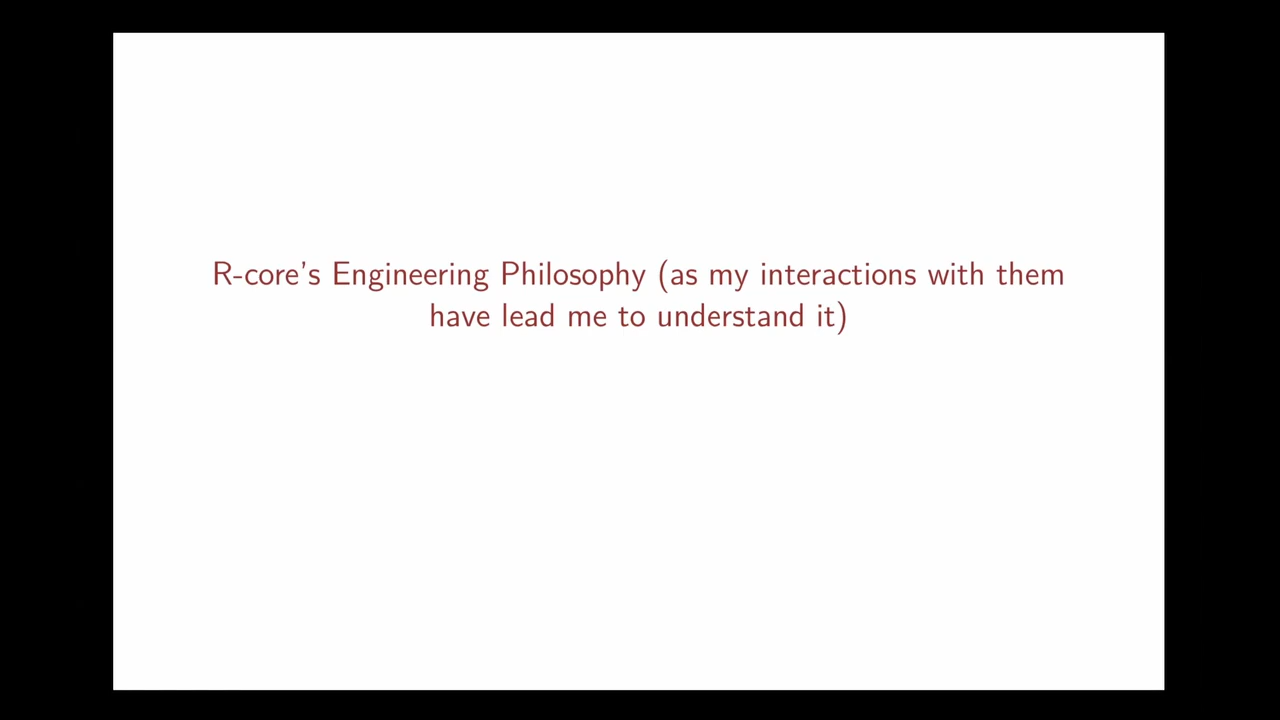 R-core's Engineering Philosophy (as my interactions with them
have lead me to understand it)